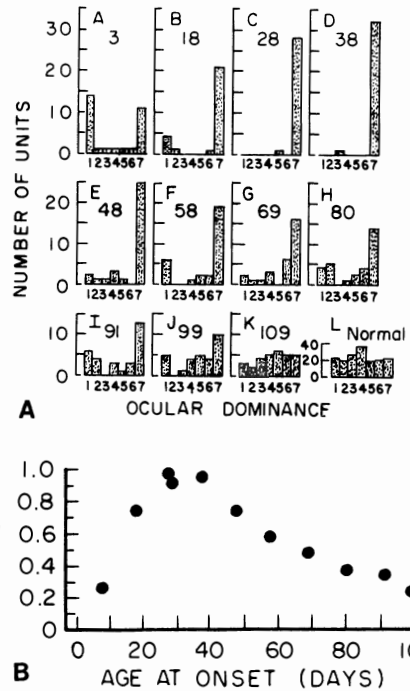 A B C D
3 18 28 38
30
20
10
0
1234567 1234567 1234567 1234567
NUMBER OF UNITS
E F G H
48 58 69 80
20
10
0
1234567 1234567 1234567 1234567
I 91 J 99 K 109 L Normal
10
0
40
20
0
1234567 1234567 1234567 1234567
A OCULAR DOMINANCE
1.0
0.8
0.6
0.4
0.2
0
0 20 40 60 80 10
B AGE AT ONSET (DAYS)